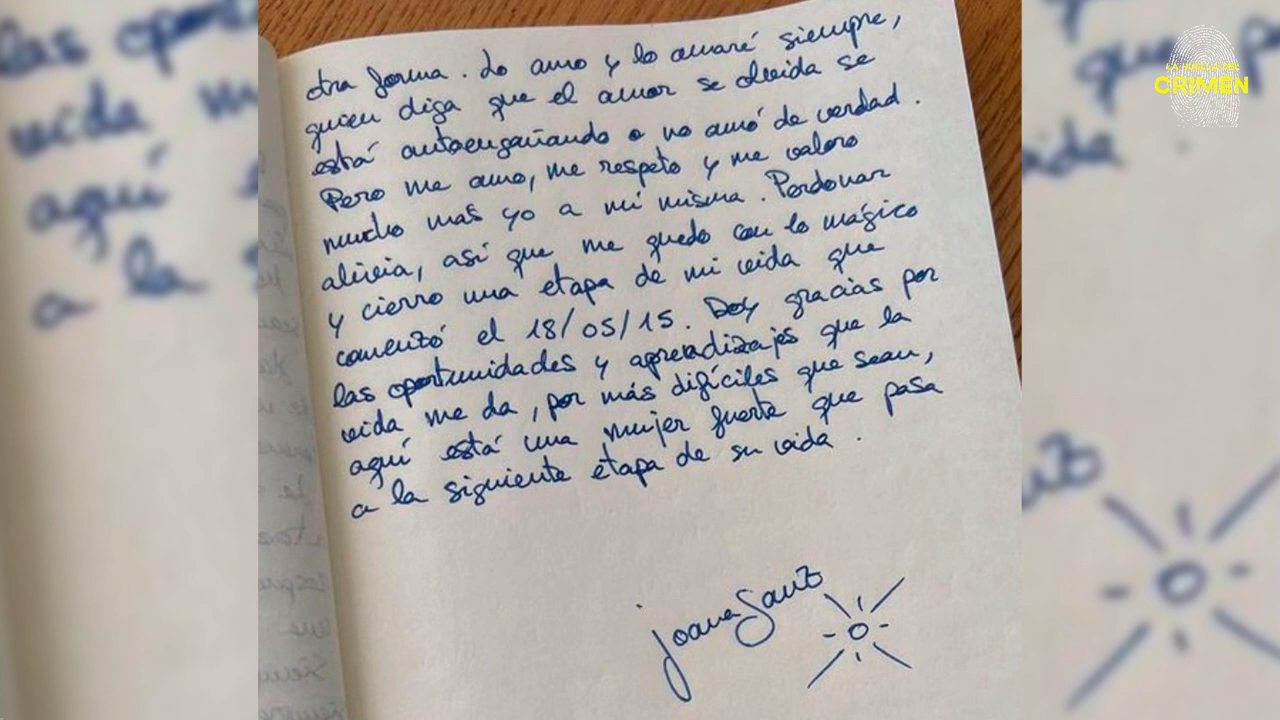 otra forma. Lo amo y lo amaré siempre,
quien diga que el amor se olvida se
está autoengañando o no amó de verdad.
Pero me amo, me respeto y me valoro
mucho mas yo a mi misma. Perdonar
alivia, así que me quedo con lo mágico
y cierro una etapa de mi vida que
comenzó el 18/05/15. Doy gracias por
las oportunidades y aprendizajes que la
vida me da, por más difíciles que sean,
aquí está una mujer fuerte que pasa
a la siguiente etapa de su vida.
Joana Sanz
LA HUELLA DEL
CRIMEN